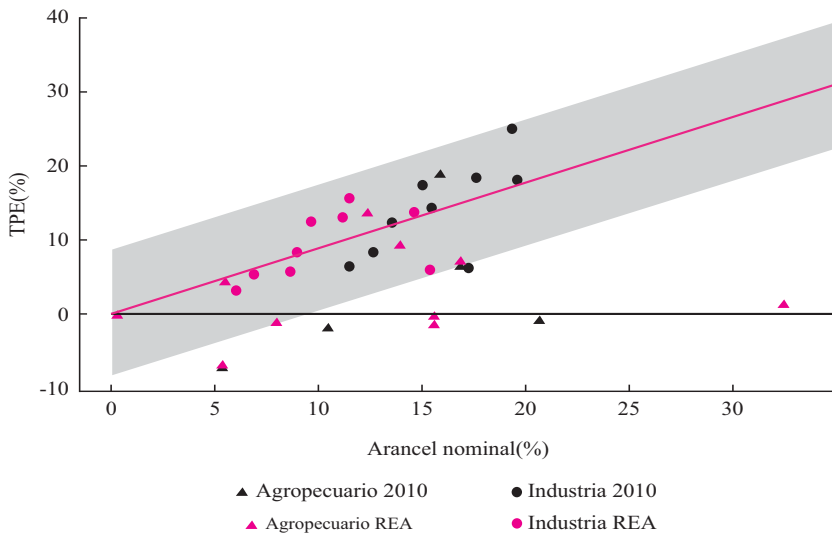 40
30
20
10
0
-10
TPE(%)
0 5 10 15 20 25 30
Arancel nominal(%)
Agropecuario 2010 Industria 2010
Agropecuario REA Industria REA